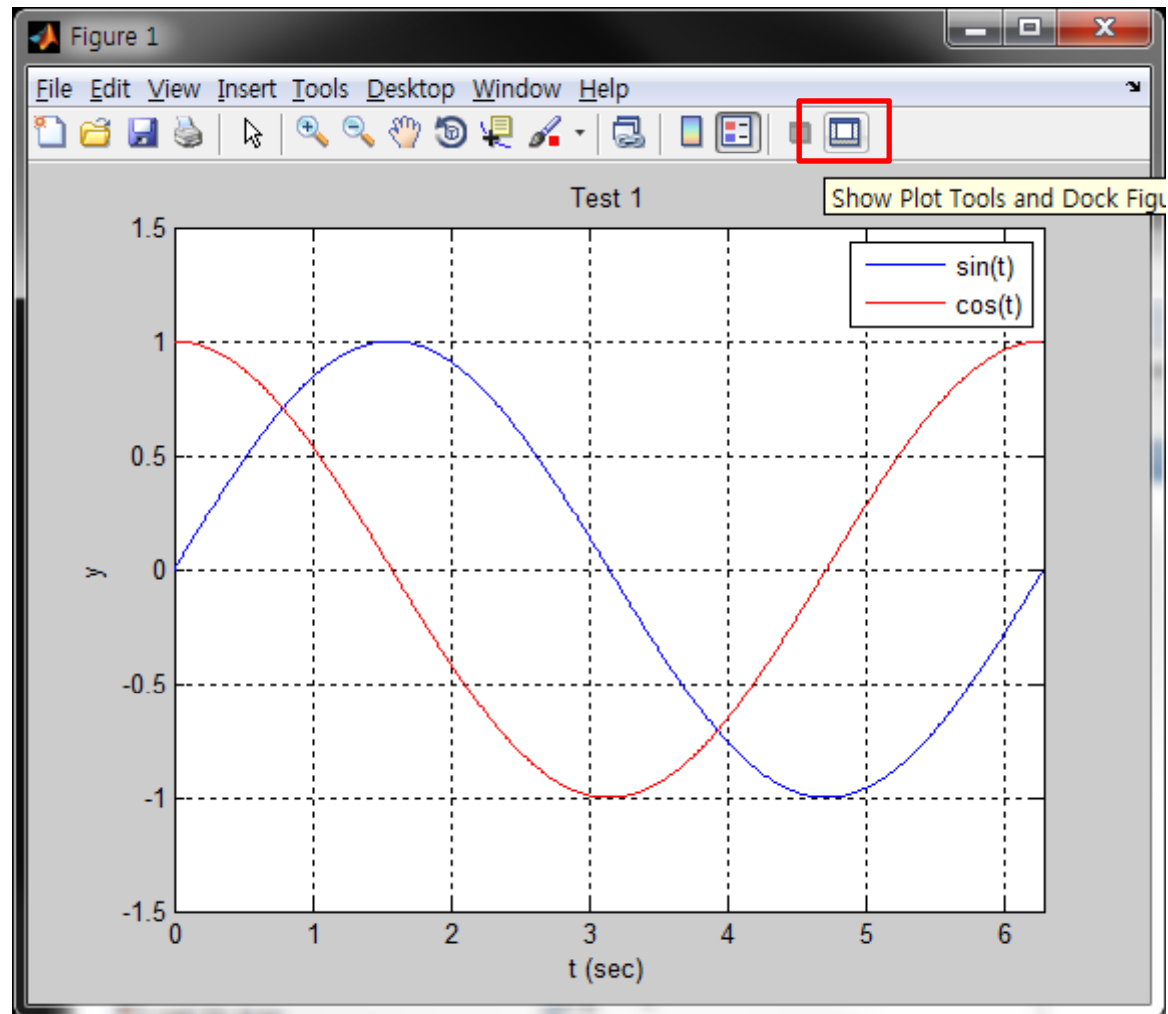 Figure 1
File Edit View Insert Tools Desktop Window Help
Show Plot Tools and Dock Figu
Test 1
sin(t)
cos(t)
1.5
1
0.5
0
-0.5
-1
-1.5
y
0 1 2 3 4 5 6
t (sec)